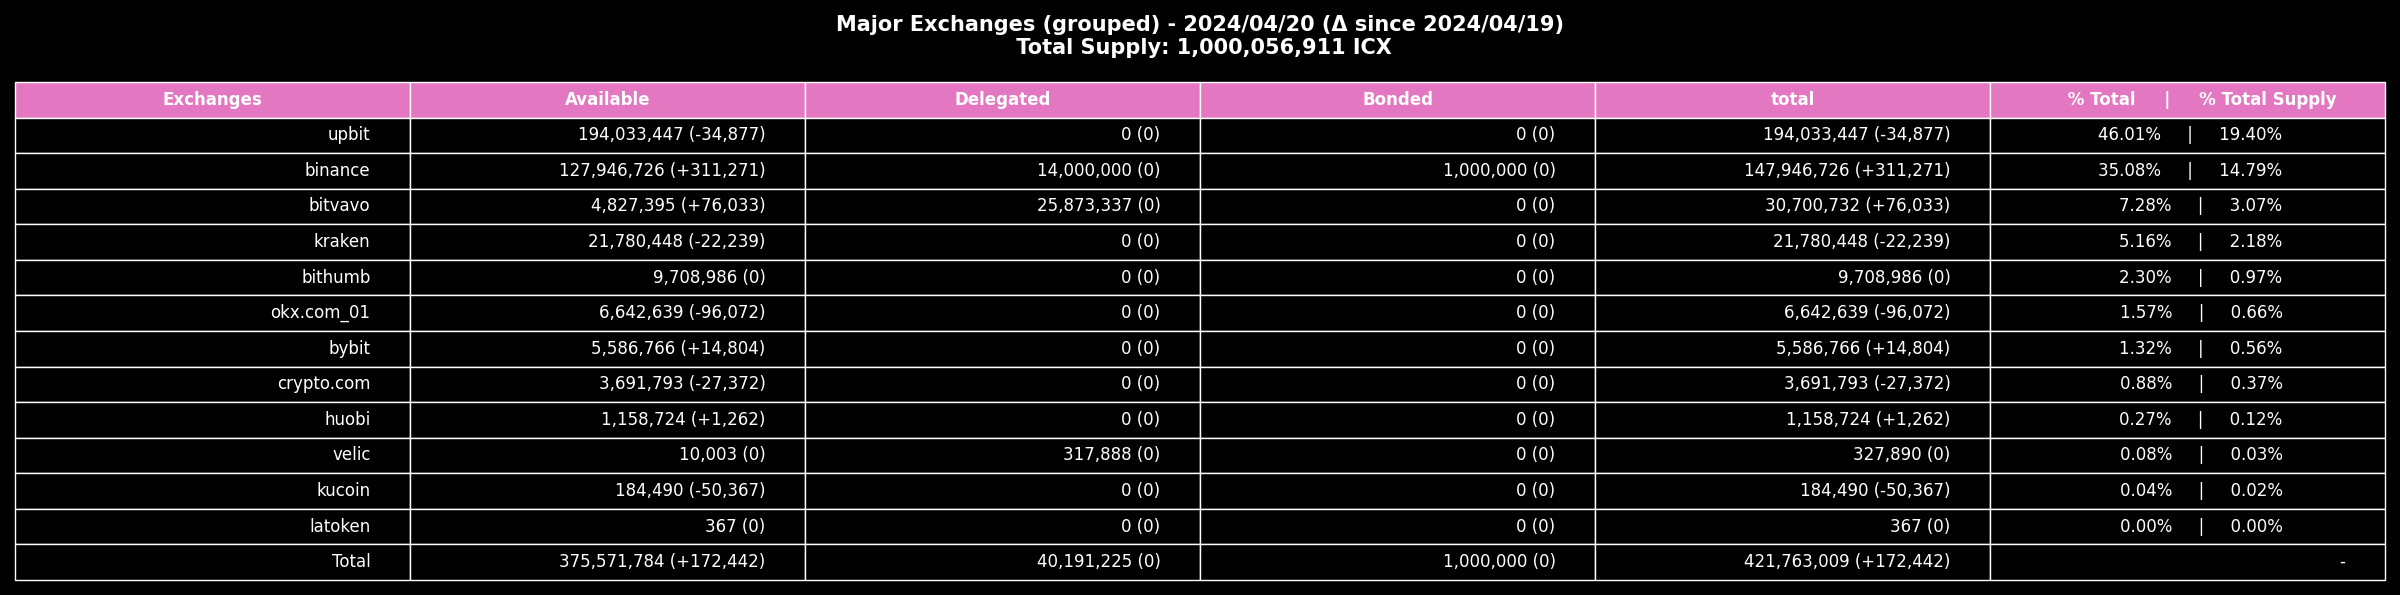 Major Exchanges (grouped) - 2024/04/20 (Δ since 2024/04/19)
Total Supply: 1,000,056,911 ICX
Exchanges Available Delegated Bonded total % Total | % Total Supply
upbit 194,033,447 (-34,877) 0 (0) 0 (0) 194,033,447 (-34,877) 46.01% | 19.40%
binance 127,946,726 (+311,271) 14,000,000 (0) 1,000,000 (0) 147,946,726 (+311,271) 35.08% | 14.79%
bitvavo 4,827,395 (+76,033) 25,873,337 (0) 0 (0) 30,700,732 (+76,033) 7.28% | 3.07%
kraken 21,780,448 (-22,239) 0 (0) 0 (0) 21,780,448 (-22,239) 5.16% | 2.18%
bithumb 9,708,986 (0) 0 (0) 0 (0) 9,708,986 (0) 2.30% | 0.97%
okx.com_01 6,642,639 (-96,072) 0 (0) 0 (0) 6,642,639 (-96,072) 1.57% | 0.66%
bybit 5,586,766 (+14,804) 0 (0) 0 (0) 5,586,766 (+14,804) 1.32% | 0.56%
crypto.com 3,691,793 (-27,372) 0 (0) 0 (0) 3,691,793 (-27,372) 0.88% | 0.37%
huobi 1,158,724 (+1,262) 0 (0) 0 (0) 1,158,724 (+1,262) 0.27% | 0.12%
velic 10,003 (0) 317,888 (0) 0 (0) 327,890 (0) 0.08% | 0.03%
kucoin 184,490 (-50,367) 0 (0) 0 (0) 184,490 (-50,367) 0.04% | 0.02%
latoken 367 (0) 0 (0) 0 (0) 367 (0) 0.00% | 0.00%
Total 375,571,784 (+172,442) 40,191,225 (0) 1,000,000 (0) 421,763,009 (+172,442) -